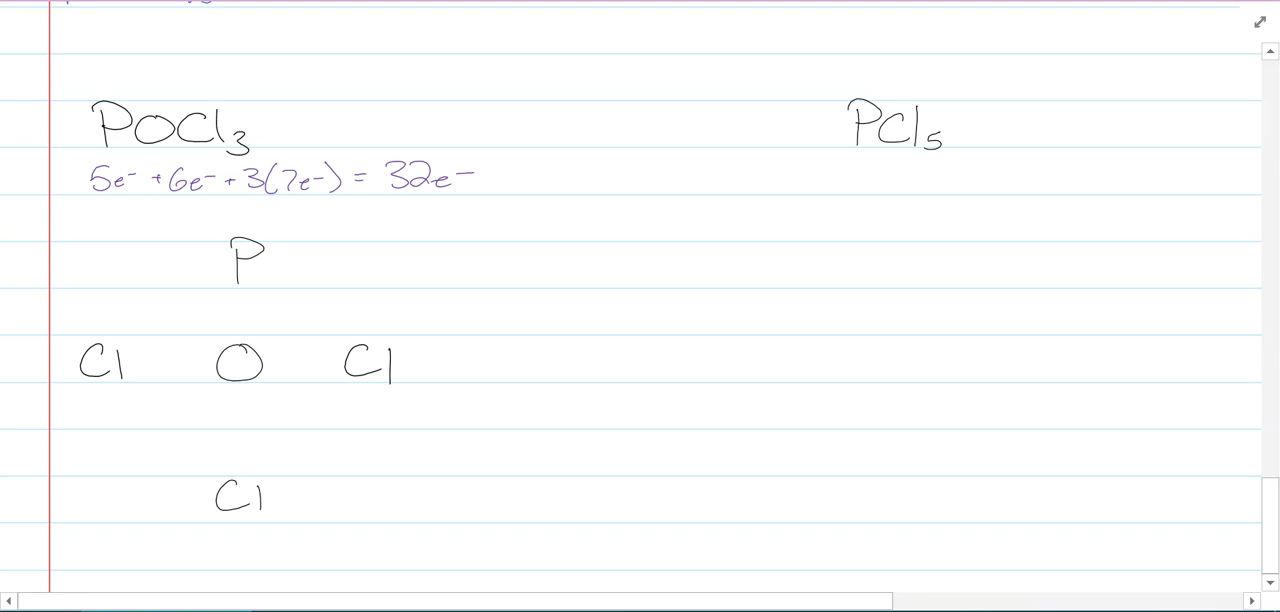 POCl₃ PCl₅
5e⁻ + 6e⁻ + 3(7e⁻) = 32e⁻
P
Cl O Cl
Cl